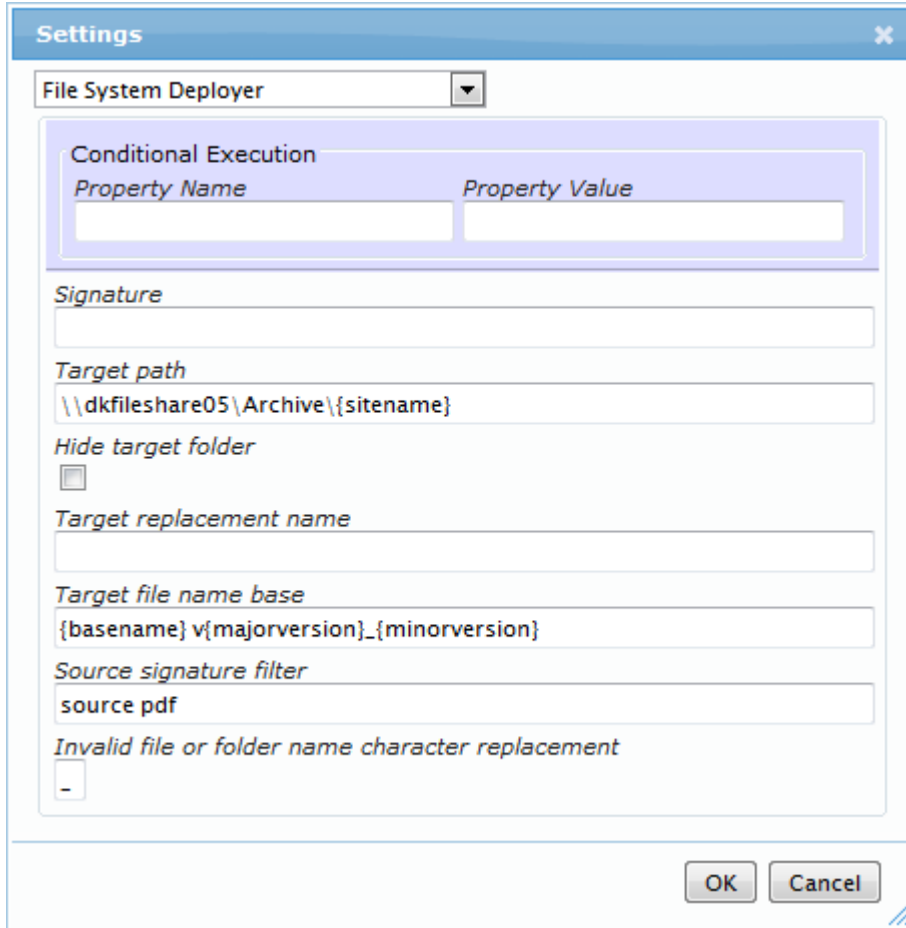 Settings
File System Deployer
Conditional Execution
Property Name Property Value
Signature
Target path
\\dkfileshare05\Archive\{sitename}
Hide target folder
Target replacement name
Target file name base
{basename} v{majorversion}_{minorversion}
Source signature filter
source pdf
Invalid file or folder name character replacement
_
OK Cancel